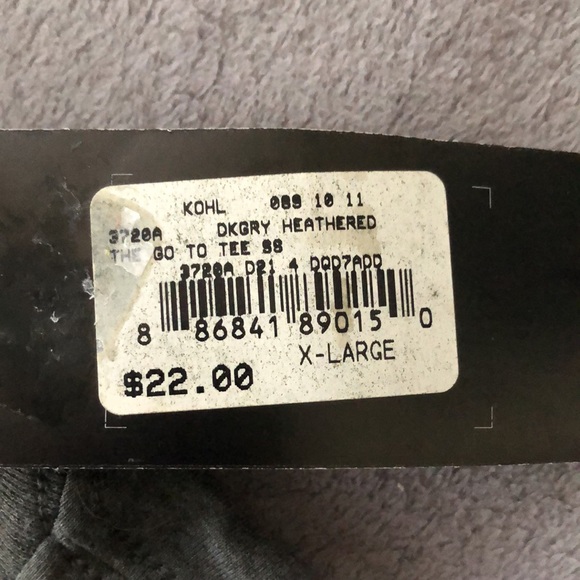 KOHL 089 10 11
3720A DKGRY HEATHERED
THE GO TO TEE SS
3720A D21 4 DQD7ADD
8 86841 89015 0
X-LARGE
$22.00